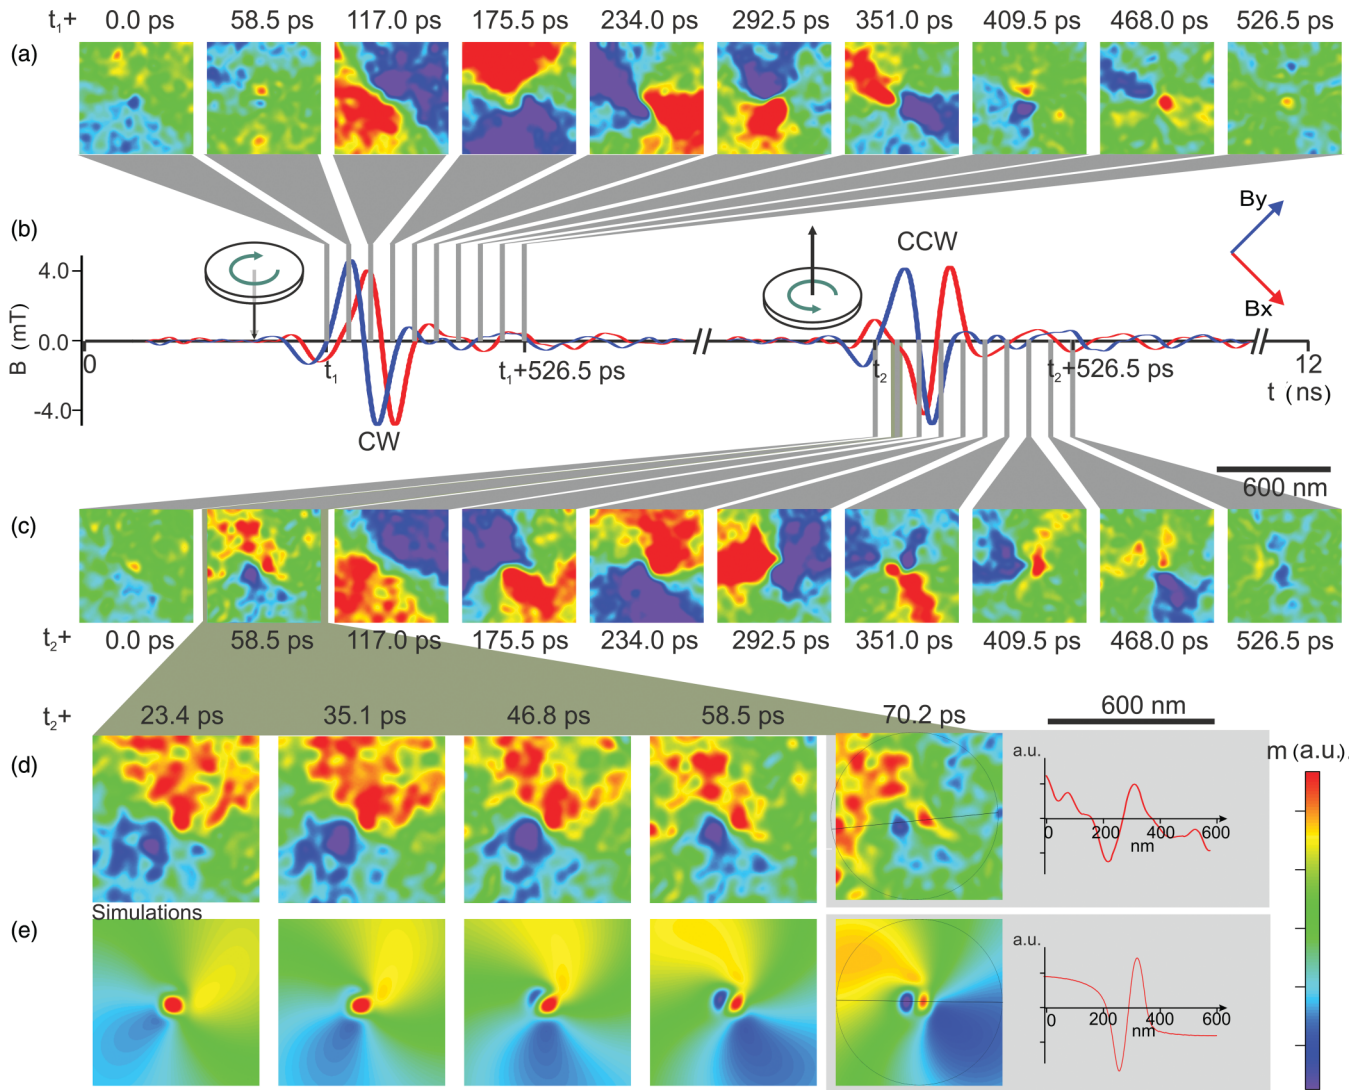 t1+ 0.0 ps 58.5 ps 117.0 ps 175.5 ps 234.0 ps 292.5 ps 351.0 ps 409.5 ps 468.0 ps 526.5 ps
(a)
(b)
By
Bx
CCW
CW
B (mT)
4.0
0.0
-4.0
0
t1
t1+526.5 ps
t2
t2+526.5 ps
12
t (ns)
600 nm
(c)
t2+ 0.0 ps 58.5 ps 117.0 ps 175.5 ps 234.0 ps 292.5 ps 351.0 ps 409.5 ps 468.0 ps 526.5 ps
t2+ 23.4 ps 35.1 ps 46.8 ps 58.5 ps 70.2 ps
600 nm
m (a.u.).
(d)
a.u.
0 200 400 600
nm
Simulations
(e)
a.u.
0 200 400 600
nm